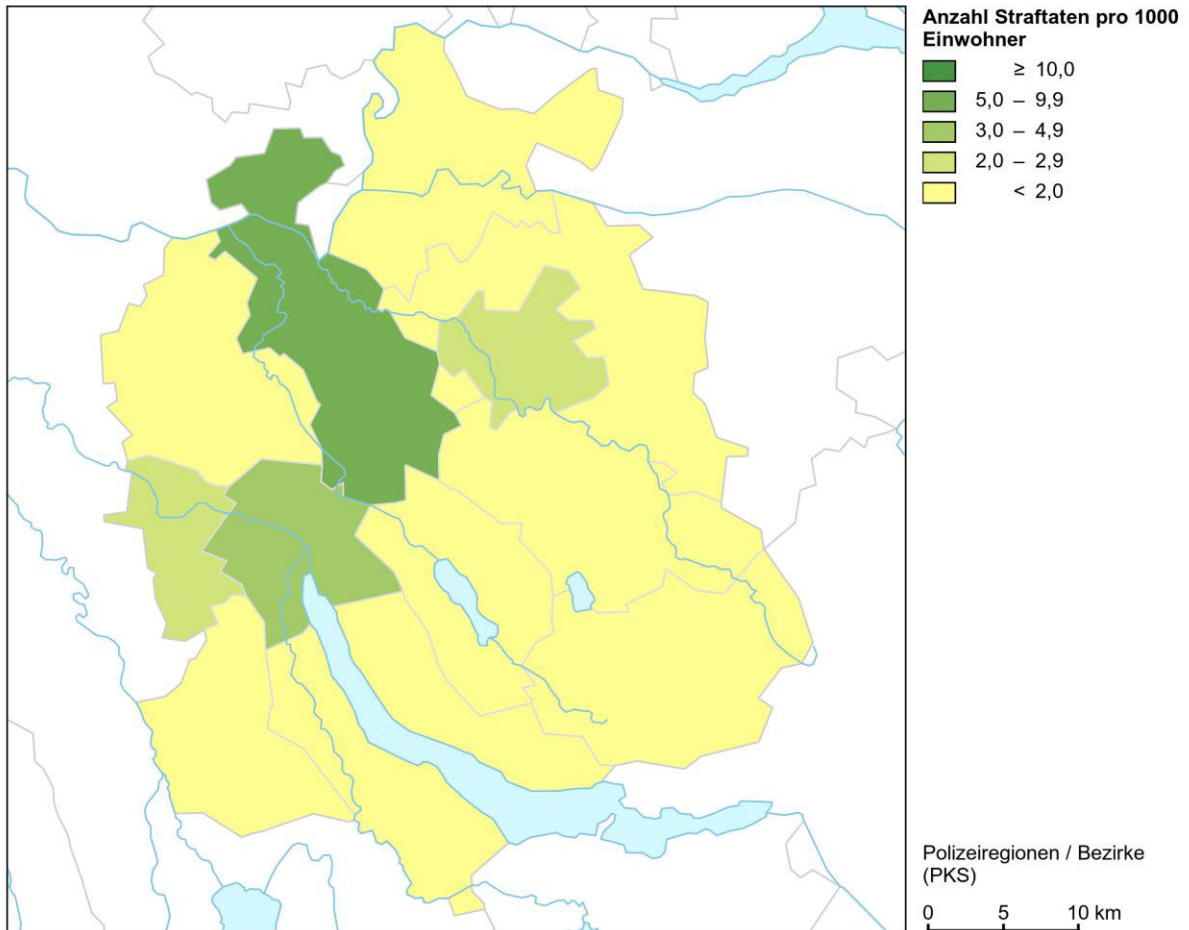 Anzahl Straftaten pro 1000
Einwohner
≥ 10,0
5,0 – 9,9
3,0 – 4,9
2,0 – 2,9
< 2,0
Polizeiregionen / Bezirke
(PKS)
0 5 10 km